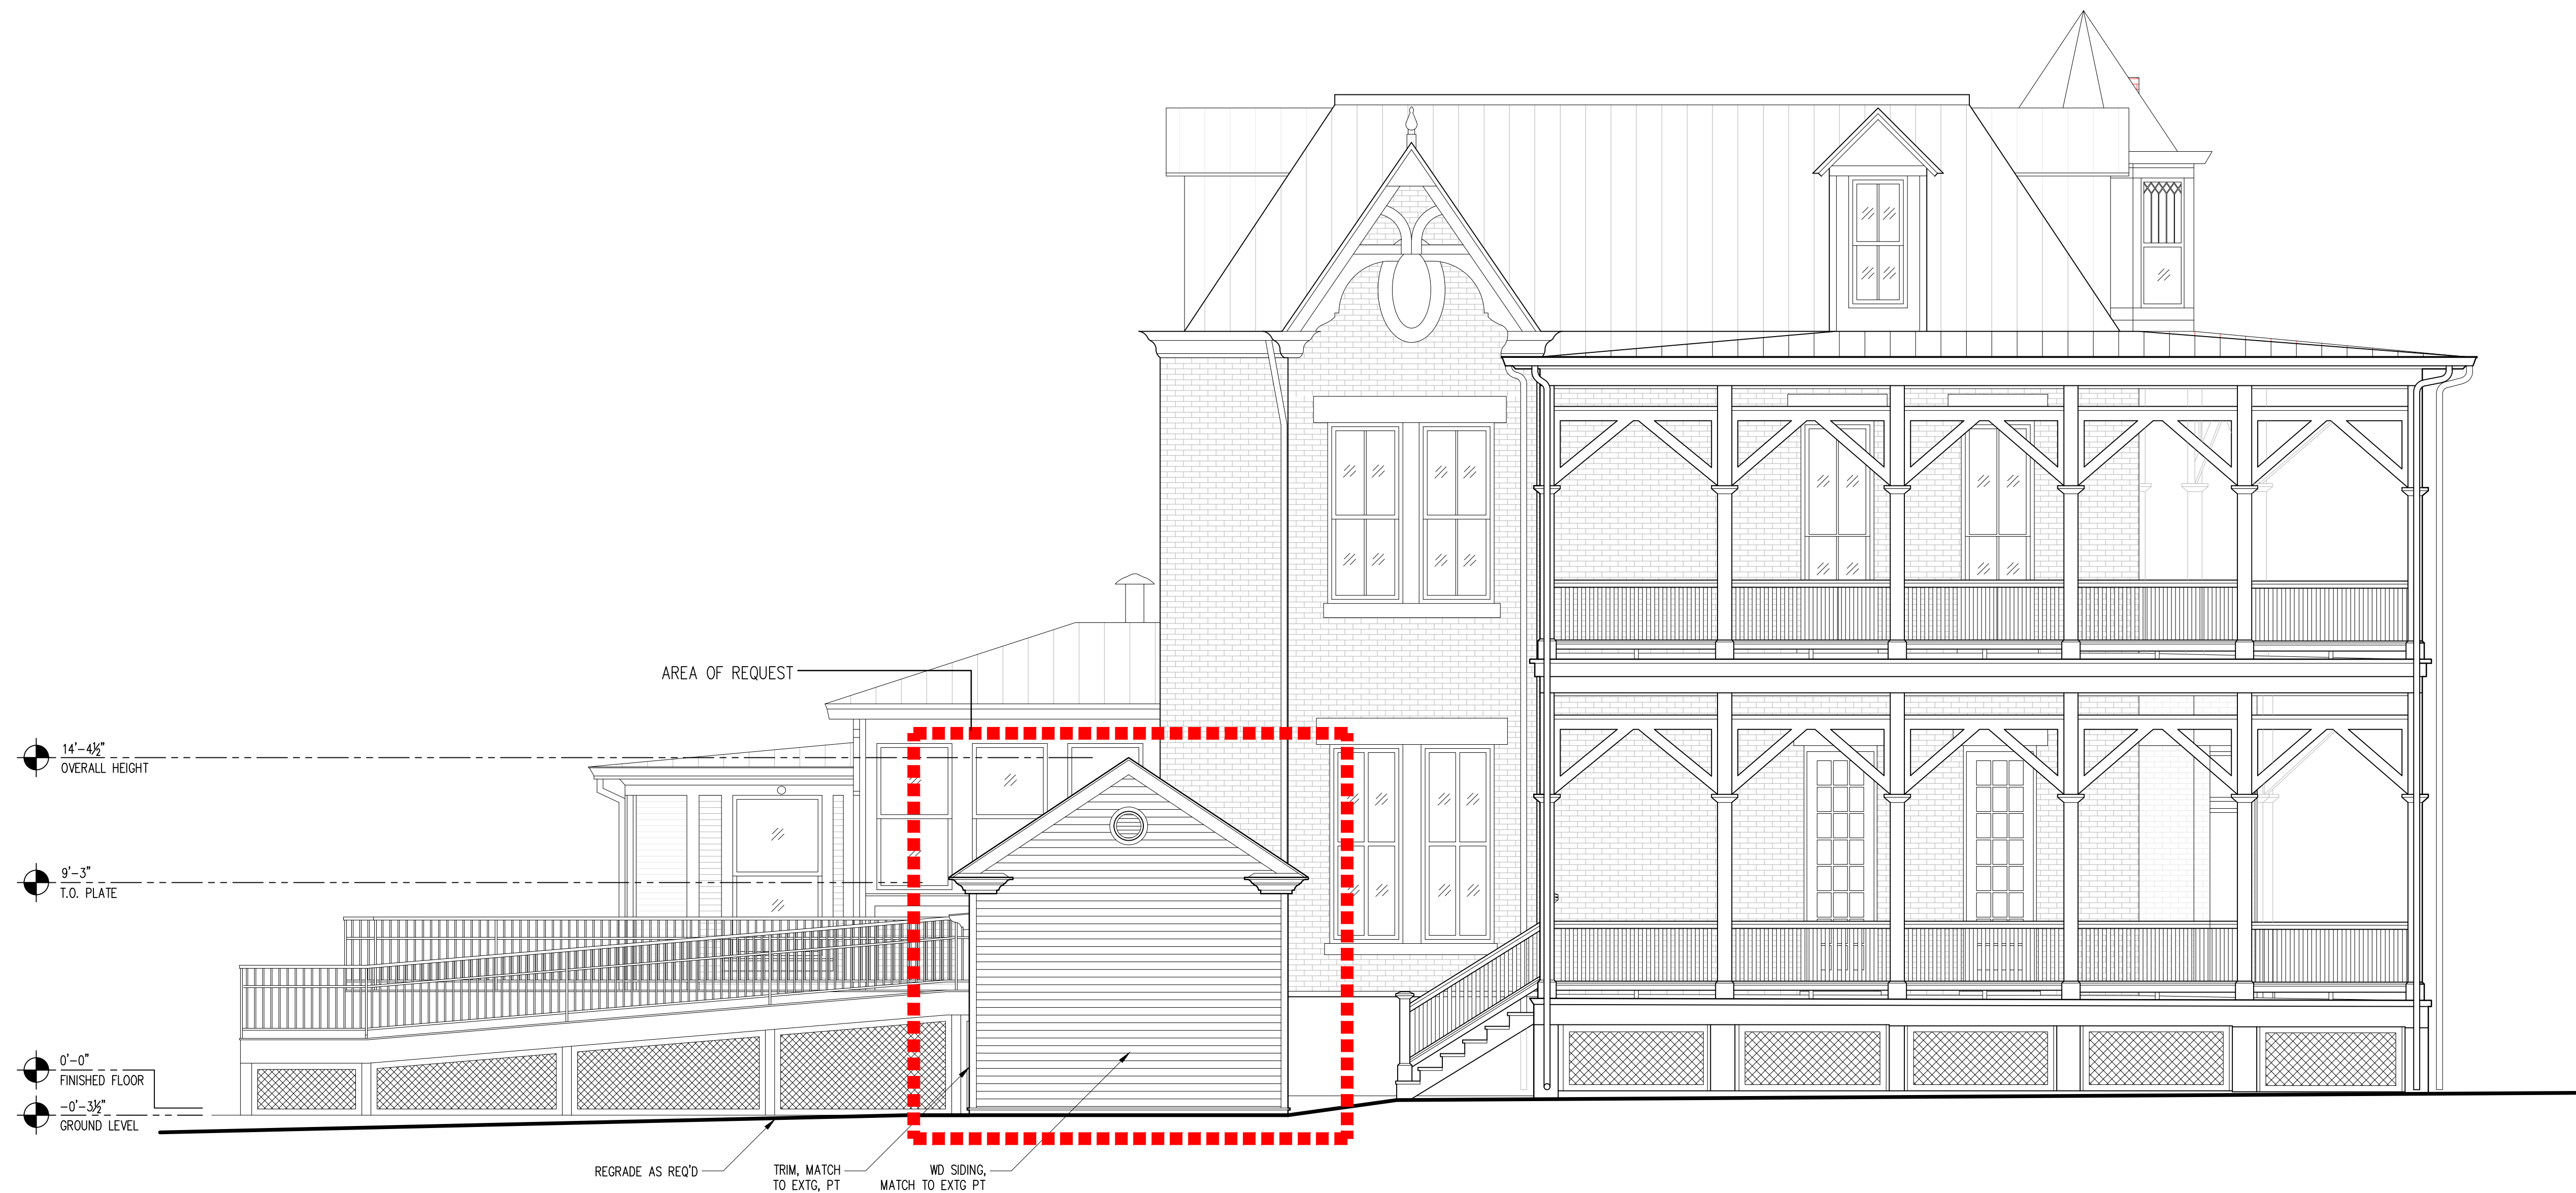 AREA OF REQUEST
14'-4½"
OVERALL HEIGHT
9'-3"
T.O. PLATE
0'-0"
FINISHED FLOOR
-0'-3½"
GROUND LEVEL
REGRADE AS REQ'D
TRIM, MATCH
TO EXTG, PT
WD SIDING,
MATCH TO EXTG PT